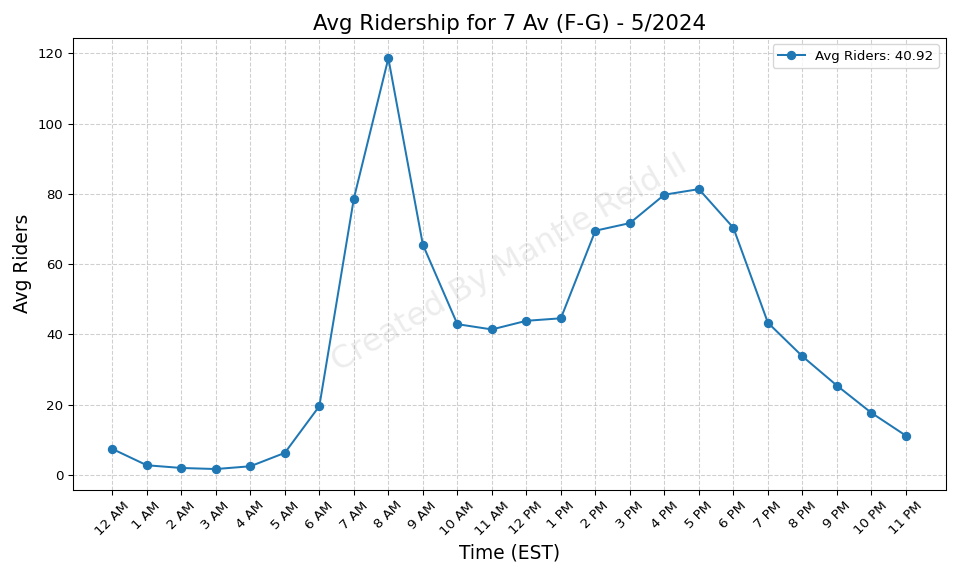 Avg Ridership for 7 Av (F-G) - 5/2024
Avg Riders: 40.92
120
100
80
60
40
20
0
Avg Riders
Created By Mantle Reid II
12 AM
1 AM
2 AM
3 AM
4 AM
5 AM
6 AM
7 AM
8 AM
9 AM
10 AM
11 AM
12 PM
1 PM
2 PM
3 PM
4 PM
5 PM
6 PM
7 PM
8 PM
9 PM
10 PM
11 PM
Time (EST)